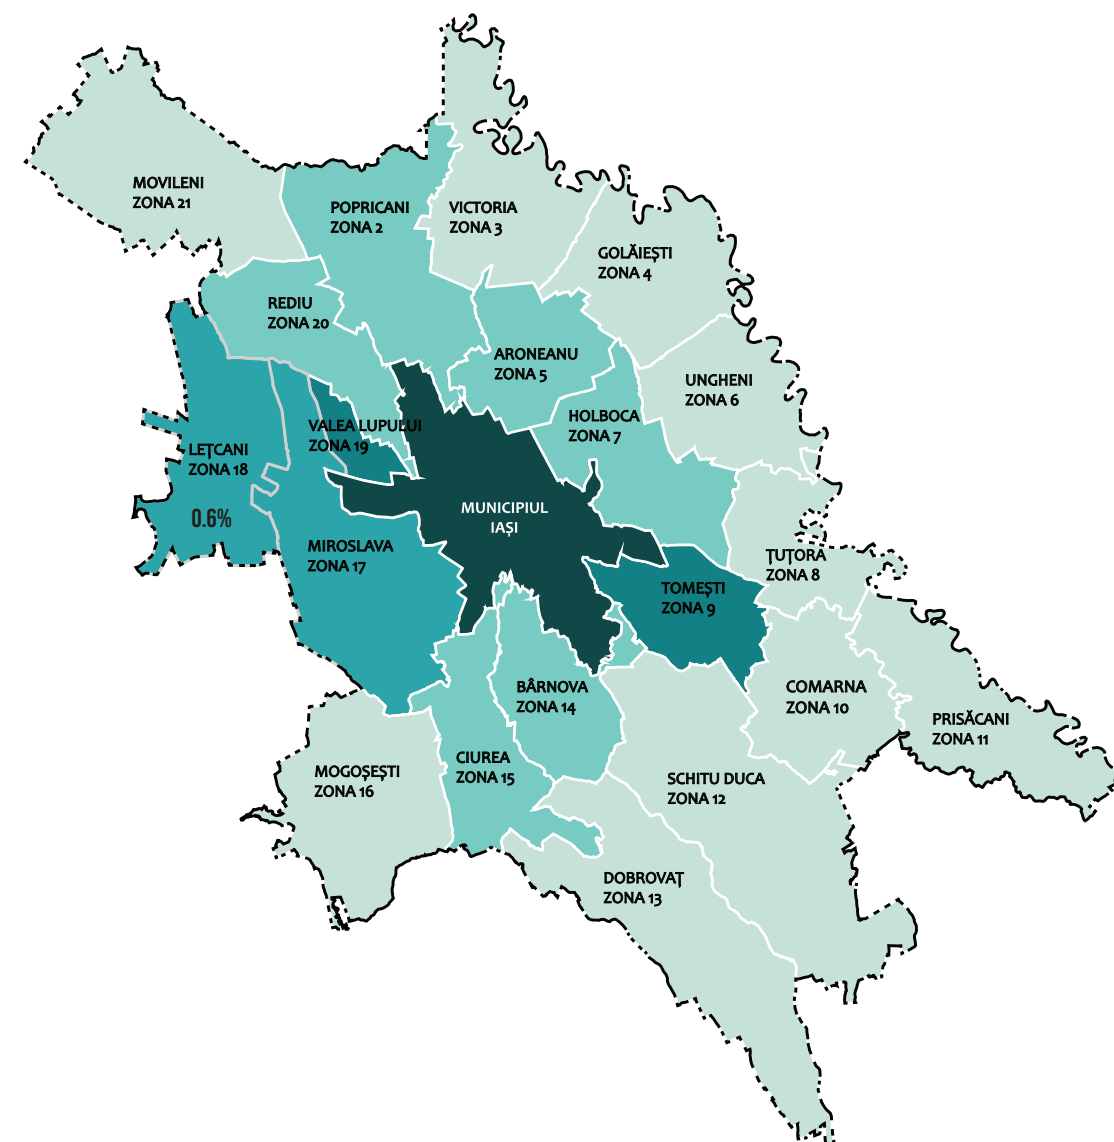 MOVILENI
ZONA 21
POPRICANI
ZONA 2
VICTORIA
ZONA 3
GOLĂIEȘTI
ZONA 4
REDIU
ZONA 20
ARONEANU
ZONA 5
UNGHENI
ZONA 6
HOLBOCA
ZONA 7
VALEA LUPULUI
ZONA 19
LEȚCANI
ZONA 18
0.6%
MUNICIPIUL
IAȘI
MIROSLAVA
ZONA 17
ȚUȚORA
ZONA 8
TOMEȘTI
ZONA 9
BÂRNOVA
ZONA 14
COMARNA
ZONA 10
PRISĂCANI
ZONA 11
CIUREA
ZONA 15
MOGOȘEȘTI
ZONA 16
SCHITU DUCA
ZONA 12
DOBROVAȚ
ZONA 13